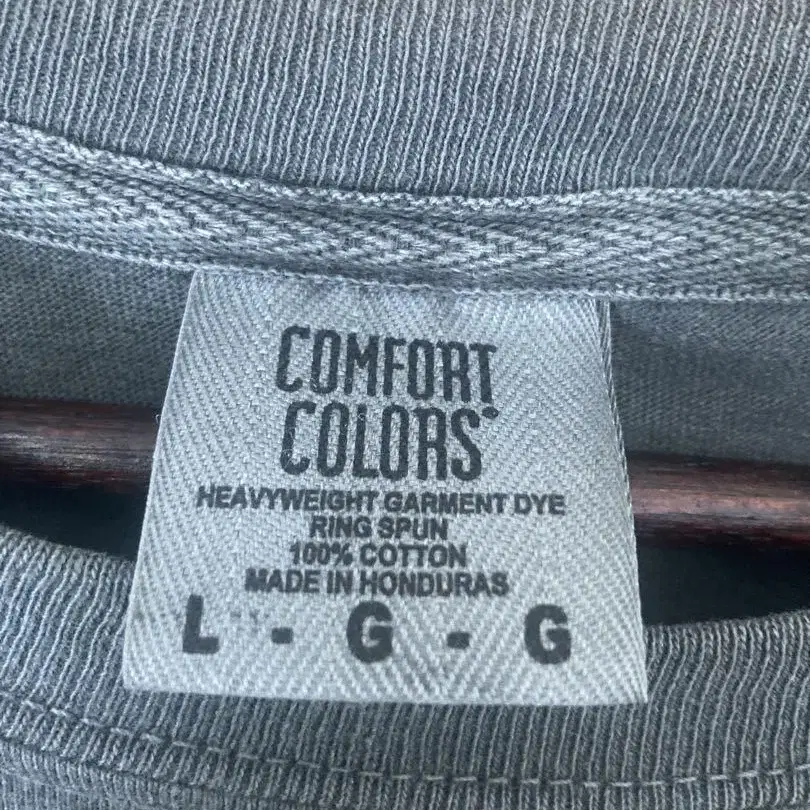 COMFORT
COLORS®
HEAVYWEIGHT GARMENT DYE
RING SPUN
100% COTTON
MADE IN HONDURAS
L - G - G